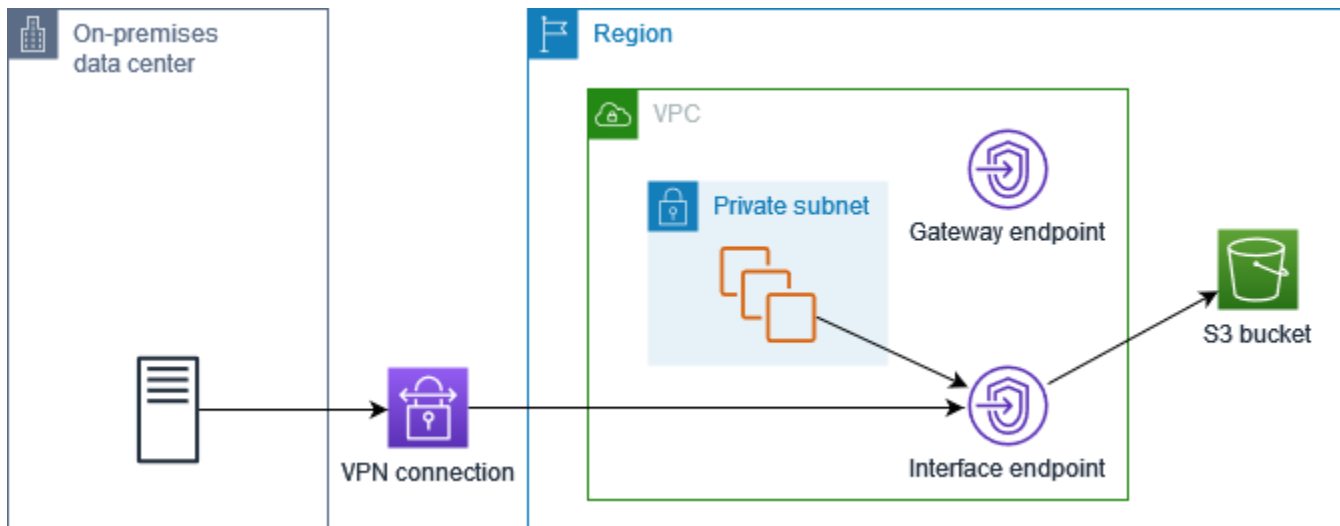 On-premises
data center
Region
VPC
Private subnet
Gateway endpoint
S3 bucket
VPN connection
Interface endpoint